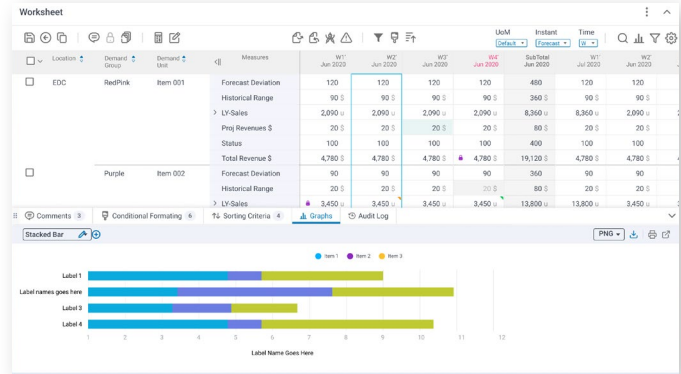 Worksheet
UoM Instant Time
Default Forecast W
Location Demand Group Demand Unit Measures W1' Jun 2020 W2' Jun 2020 W3' Jun 2020 W4' Jun 2020 SubTotal Jun 2020 W1' Jul 2020 W2' Jun 2020
EDC RedPink Item 001 Forecast Deviation 120 120 120 120 480 120 120
Historical Range 90 $ 90 $ 90 $ 90 $ 360 $ 90 $ 90 $
> LY-Sales 2,090 u 2,090 u 2,090 u 2,090 u 8,360 u 8,360 u 2,090 u
Proj Revenues $ 20 $ 20 $ 20 $ 20 $ 80 $ 20 $ 20 $
Status 100 100 100 100 400 100 100
Total Revenue $ 4,780 $ 4,780 $ 4,780 $ 4,780 $ 19,120 $ 4,780 $ 4,780 $
Purple Item 002 Forecast Deviation 90 90 90 90 360 90 90
Historical Range 20 $ 20 $ 20 $ 20 $ 80 $ 20 $ 20 $
> LY-Sales 3,450 u 3,450 u 3,450 u 3,450 u 13,800 u 13,800 u 3,450 u
Comments 3 Conditional Formating 6 Sorting Criteria 4 Graphs Audit Log
Stacked Bar PNG
Item 1 Item 2 Item 3
Label 1
Label names goes here
Label 3
Label 4
1 2 3 4 5 6 7 8 9 10 11 12
Label Name Goes Here